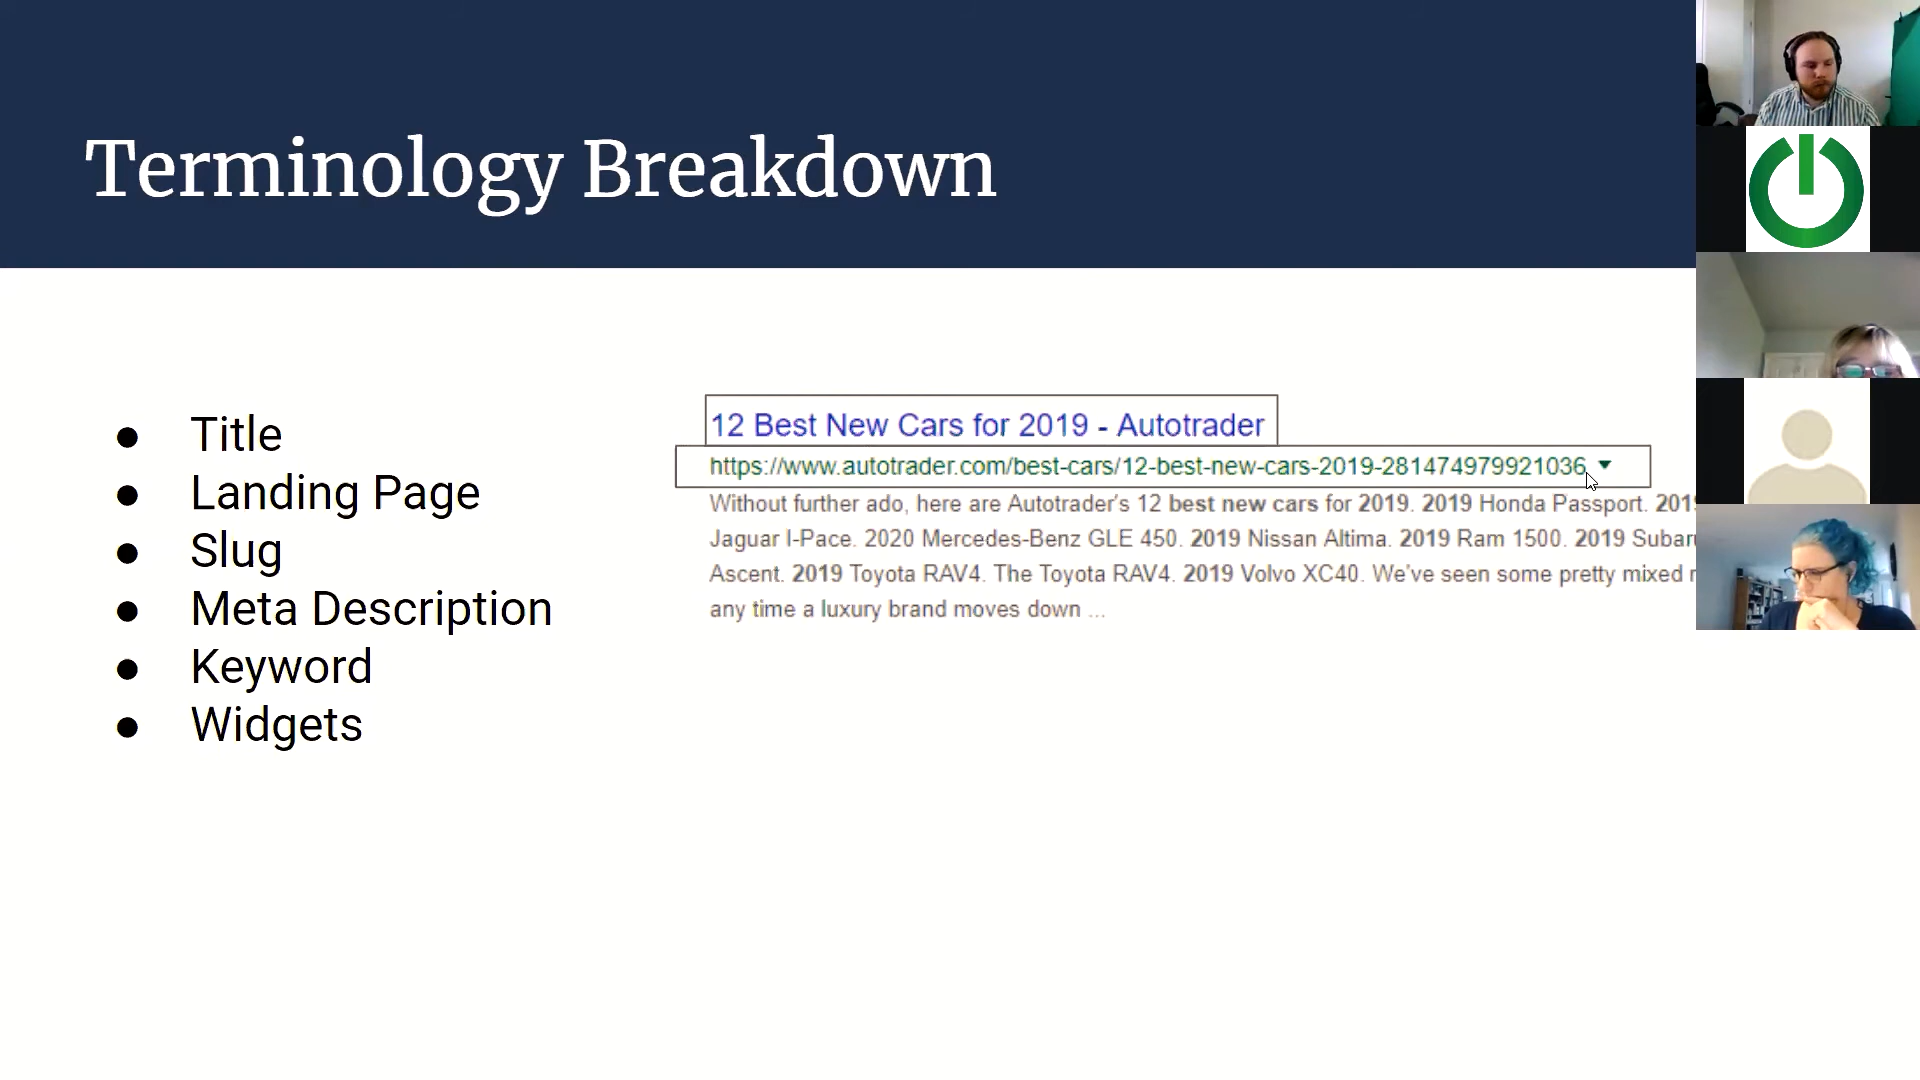 Terminology Breakdown
● Title
● Landing Page
● Slug
● Meta Description
● Keyword
● Widgets
12 Best New Cars for 2019 - Autotrader
https://www.autotrader.com/best-cars/12-best-new-cars-2019-281474979921036
Without further ado, here are Autotrader's 12 best new cars for 2019. 2019 Honda Passport. 201
Jaguar I-Pace. 2020 Mercedes-Benz GLE 450. 2019 Nissan Altima. 2019 Ram 1500. 2019 Subaru
Ascent. 2019 Toyota RAV4. The Toyota RAV4. 2019 Volvo XC40. We've seen some pretty mixed
any time a luxury brand moves down ...